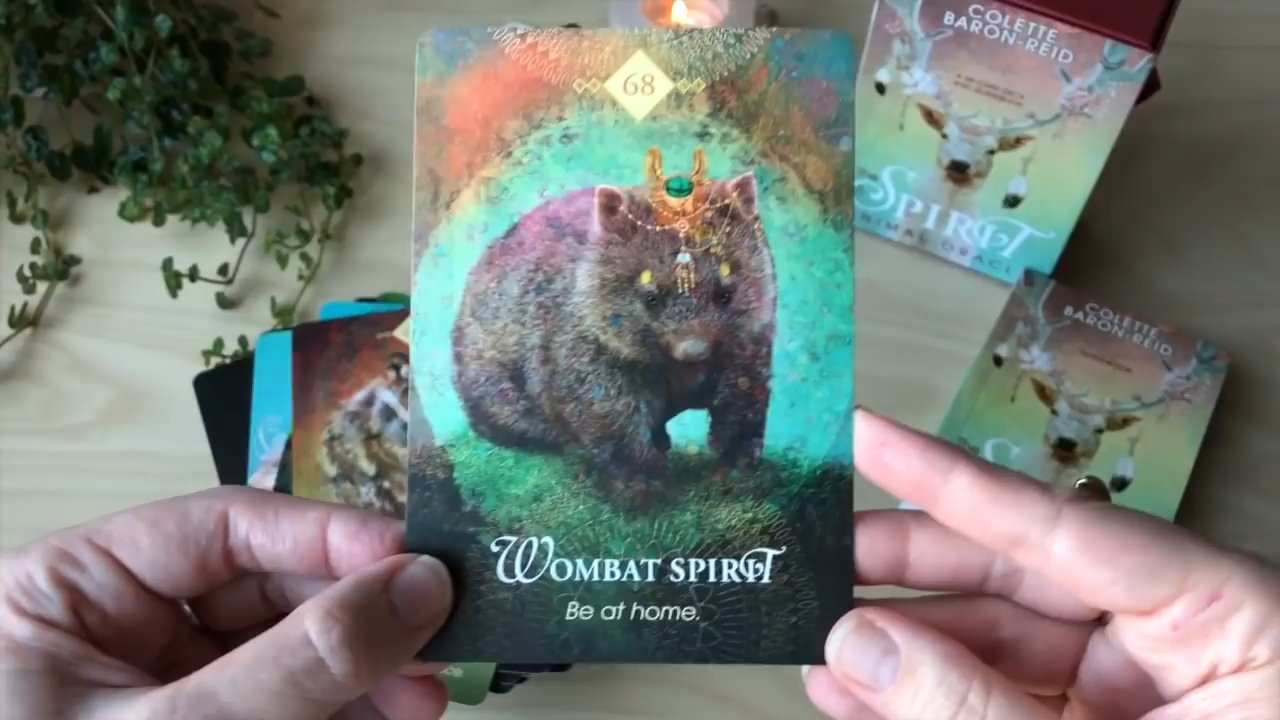 68
WOMBAT SPIRIT
Be at home.
COLETTE
BARON-REID
SPIRIT
COLETTE
BARON-REID